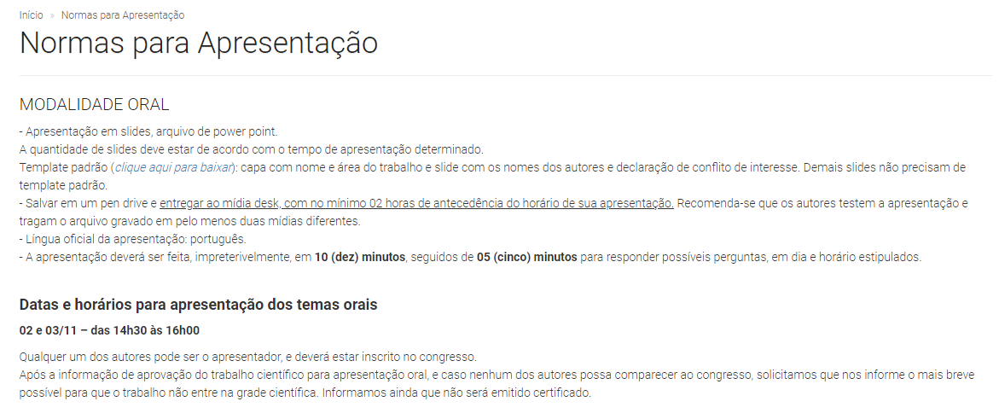 Início » Normas para Apresentação
Normas para Apresentação
MODALIDADE ORAL
- Apresentação em slides, arquivo de power point.
A quantidade de slides deve estar de acordo com o tempo de apresentação determinado.
Template padrão (clique aqui para baixar): capa com nome e área do trabalho e slide com os nomes dos autores e declaração de conflito de interesse. Demais slides não precisam de
template padrão.
- Salvar em um pen drive e entregar ao mídia desk, com no mínimo 02 horas de antecedência do horário de sua apresentação. Recomenda-se que os autores testem a apresentação e
tragam o arquivo gravado em pelo menos duas mídias diferentes.
- Língua oficial da apresentação: português.
- A apresentação deverá ser feita, impreterivelmente, em 10 (dez) minutos, seguidos de 05 (cinco) minutos para responder possíveis perguntas, em dia e horário estipulados.
Datas e horários para apresentação dos temas orais
02 e 03/11 – das 14h30 às 16h00
Qualquer um dos autores pode ser o apresentador, e deverá estar inscrito no congresso.
Após a informação de aprovação do trabalho científico para apresentação oral, e caso nenhum dos autores possa comparecer ao congresso, solicitamos que nos informe o mais breve
possível para que o trabalho não entre na grade científica. Informamos ainda que não será emitido certificado.